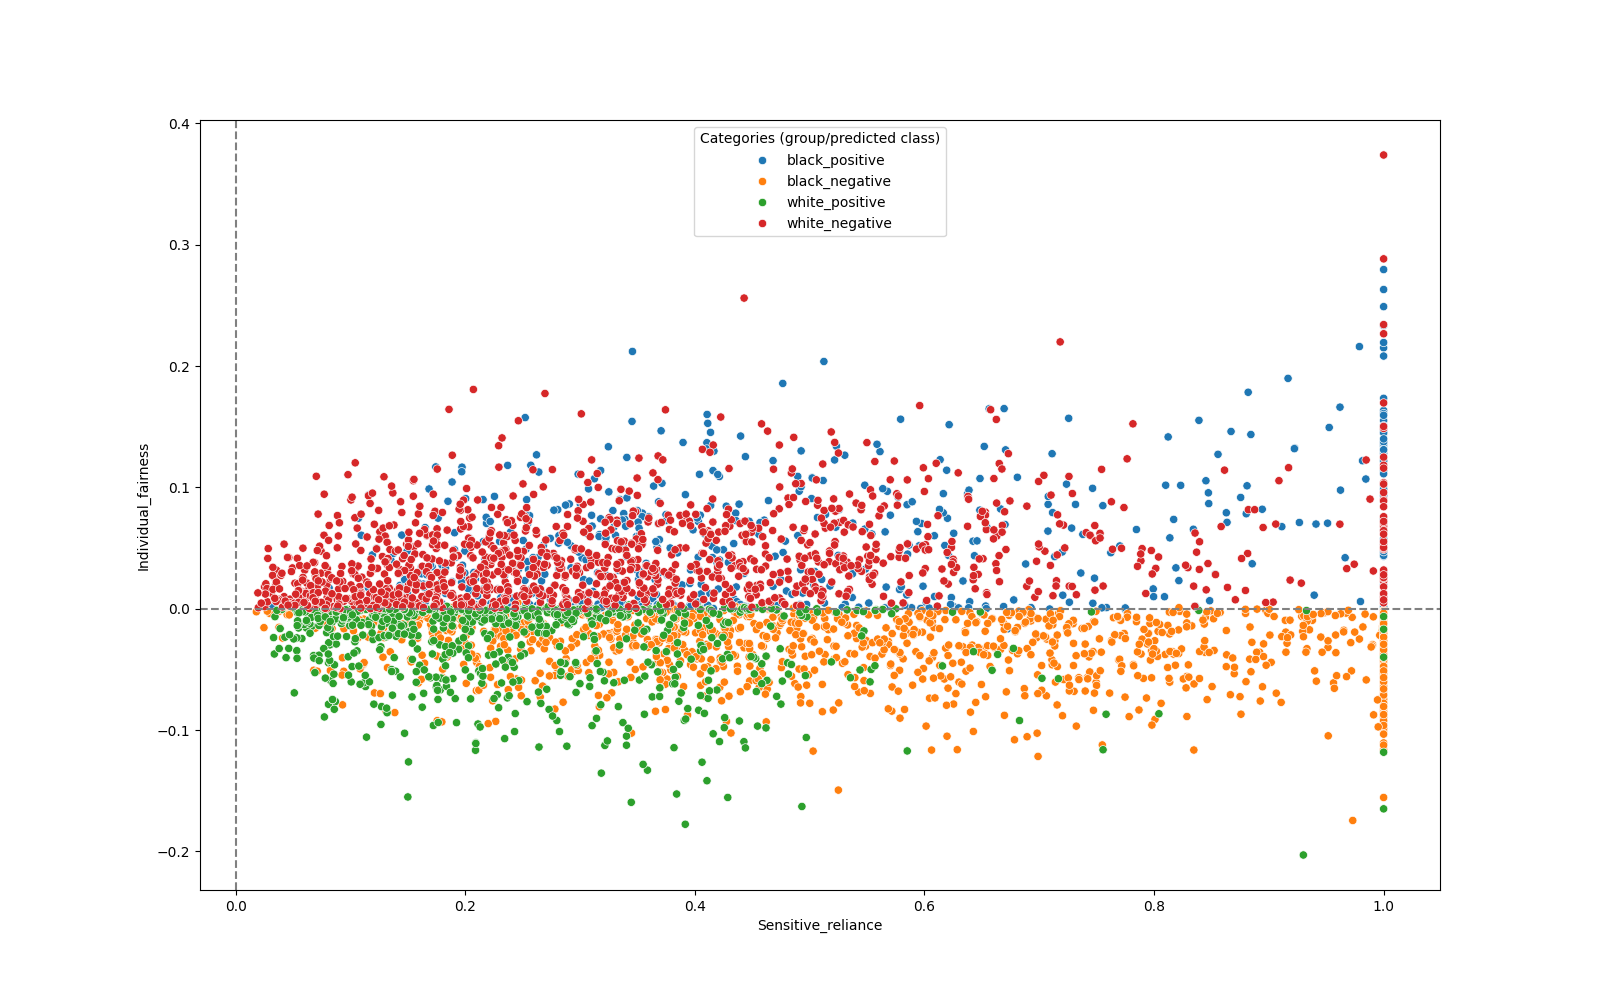 0.4
0.3
0.2
0.1
0.0
−0.1
−0.2
Individual_fairness
Categories (group/predicted class)
black_positive
black_negative
white_positive
white_negative
0.0
0.2
0.4
0.6
0.8
1.0
Sensitive_reliance